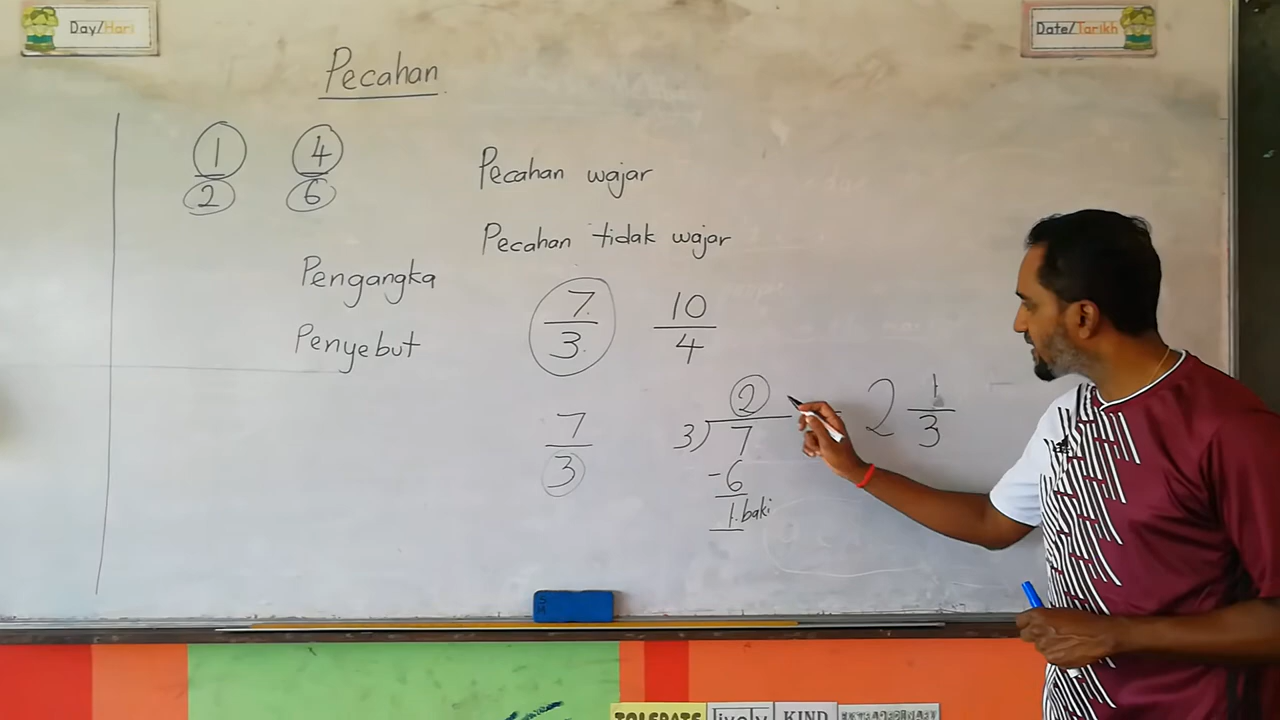 Day/Hari
Date/Tarikh
Pecahan
1/2 4/6
Pecahan wajar
Pecahan tidak wajar
Pengangka
Penyebut
7/3 10/4
7/3
2
3)7
-6
1 baki
2 1/3
TOLERATE lively KIND